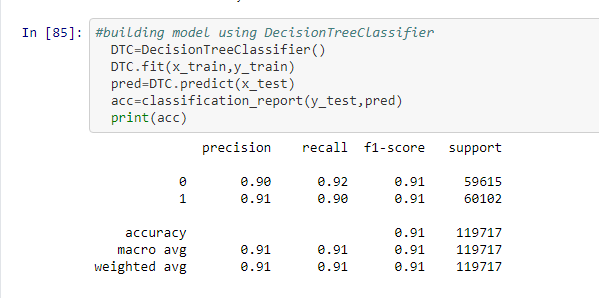 In [85]: #building model using DecisionTreeClassifier
DTC=DecisionTreeClassifier()
DTC.fit(x_train,y_train)
pred=DTC.predict(x_test)
acc=classification_report(y_test,pred)
print(acc)
precision recall f1-score support
0 0.90 0.92 0.91 59615
1 0.91 0.90 0.91 60102
accuracy 0.91 119717
macro avg 0.91 0.91 0.91 119717
weighted avg 0.91 0.91 0.91 119717